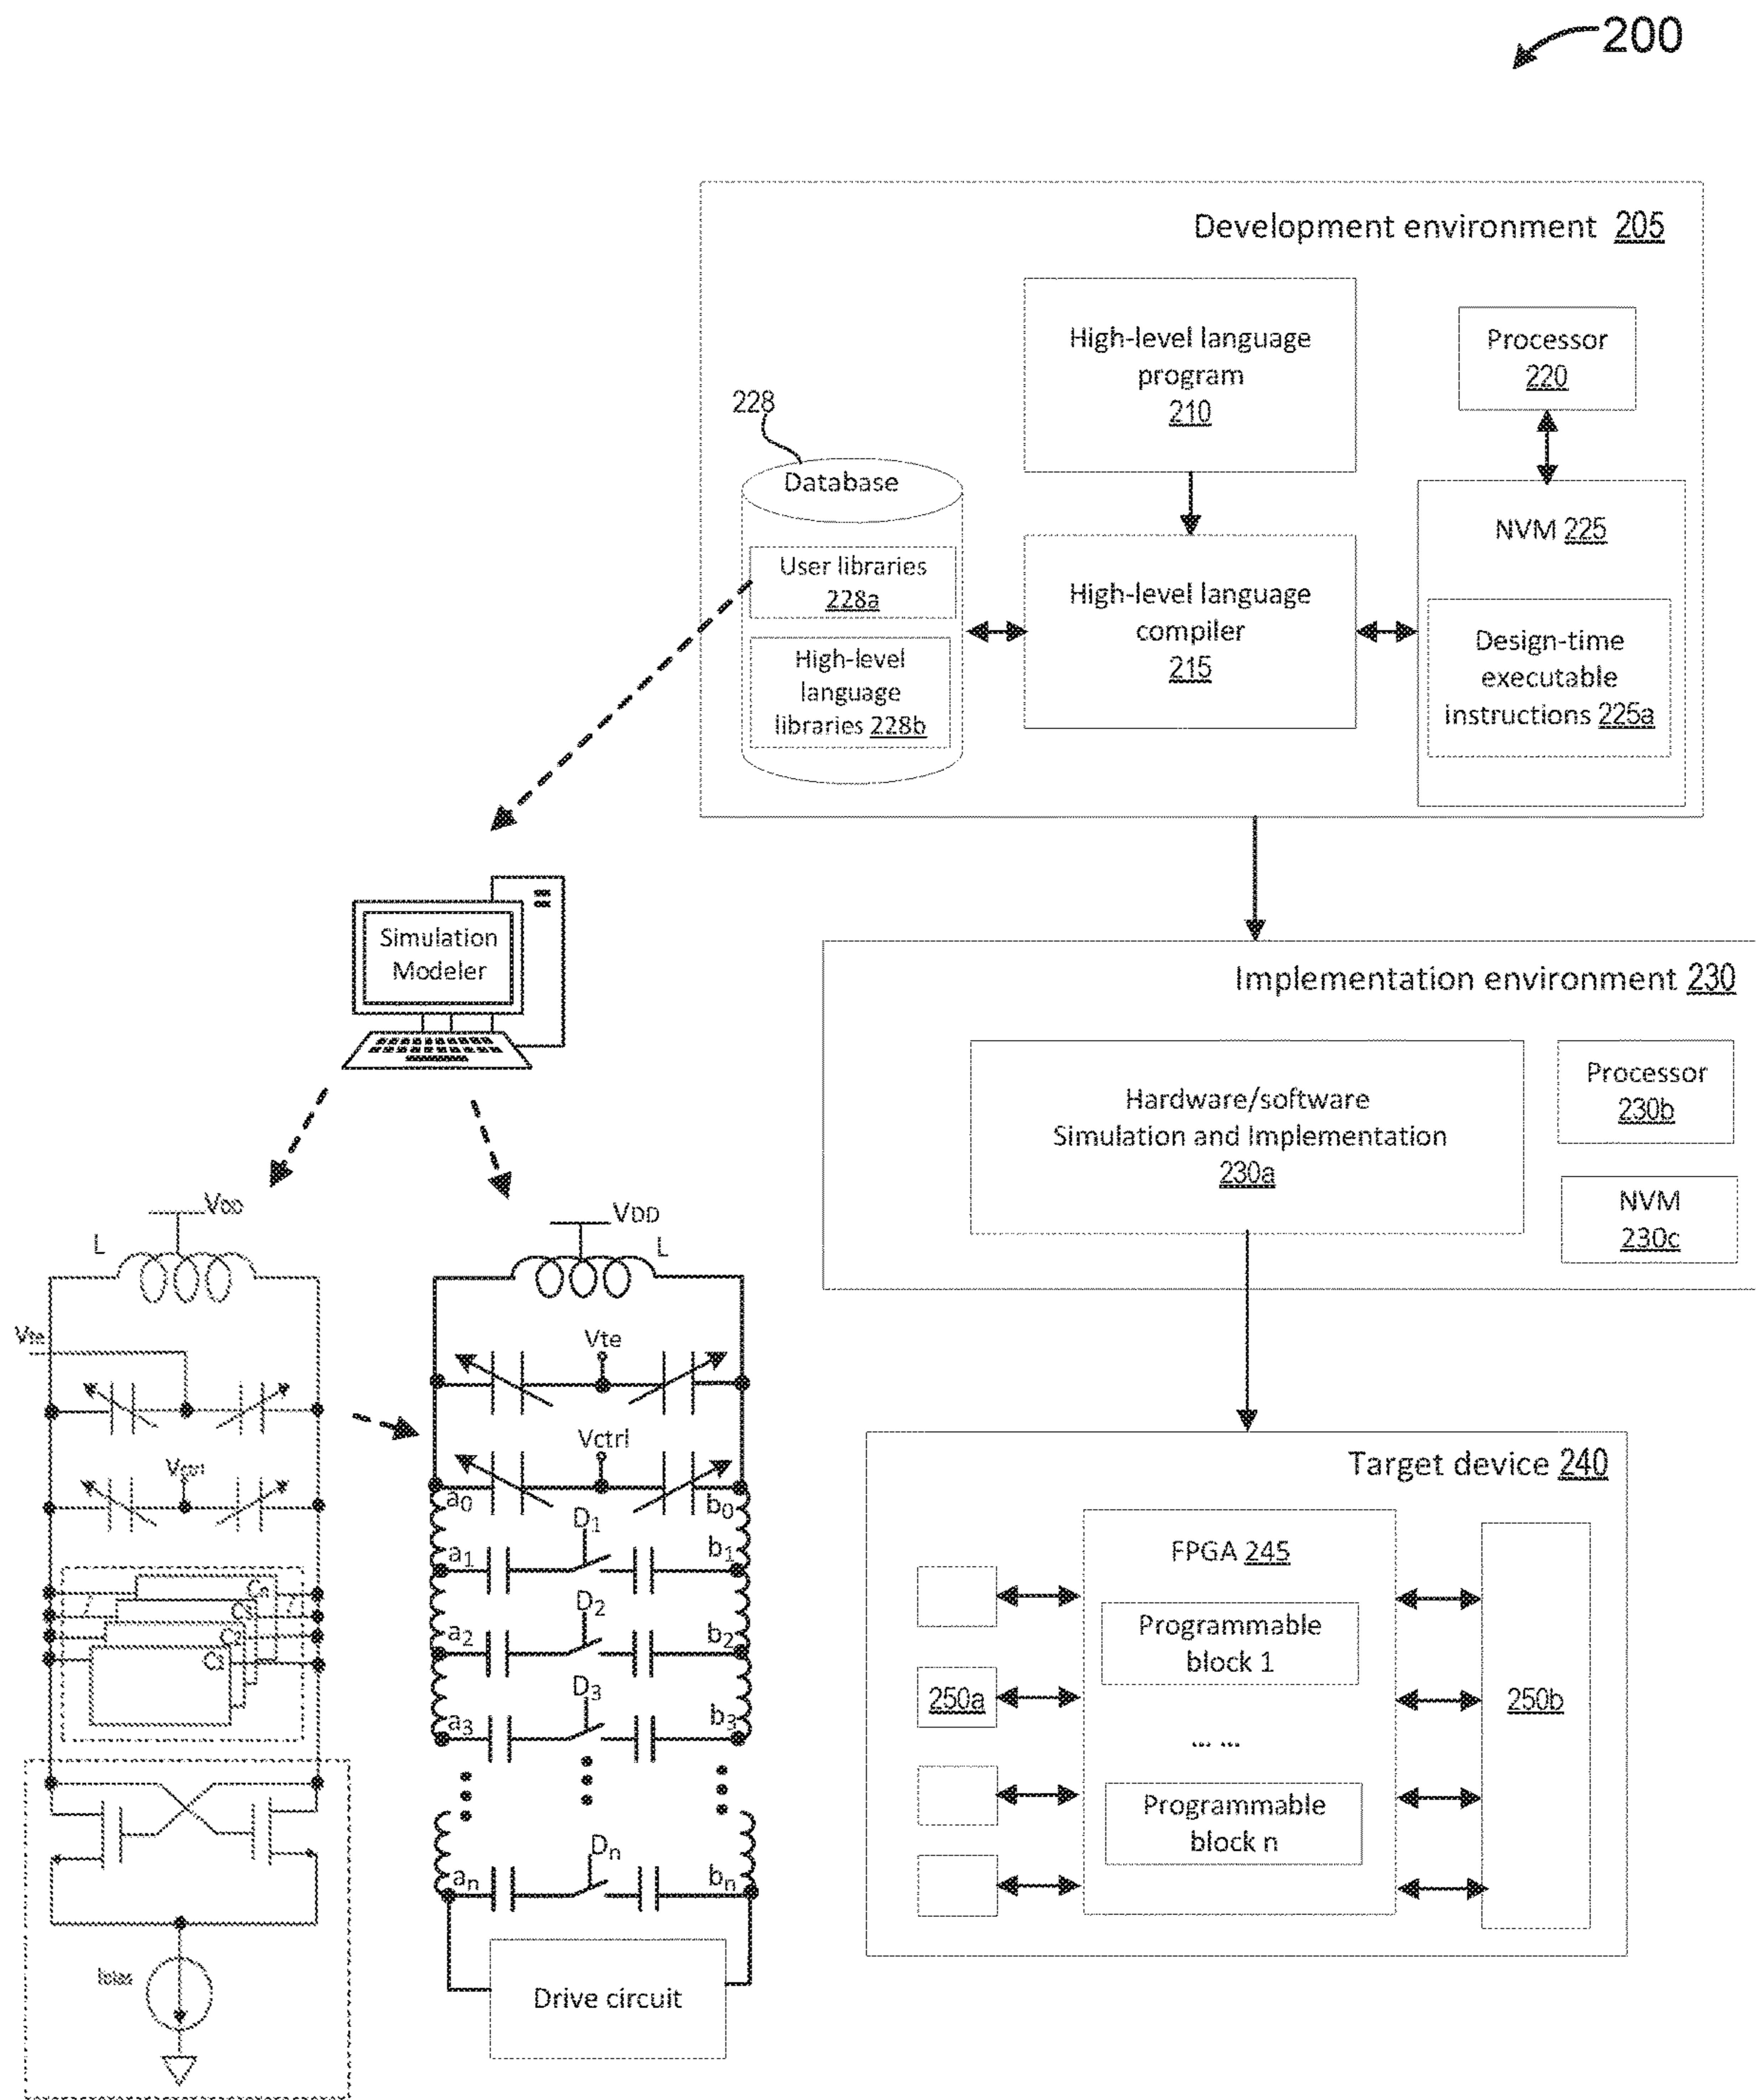 200
Development environment 205
High-level language
program
210
Processor
220
228
Database
User libraries
228a
High-level
language
libraries 228b
High-level language
compiler
215
NVM 225
Design-time
executable
instructions 225a
Simulation
Modeler
Implementation environment 230
Hardware/software
Simulation and Implementation
230a
Processor
230b
NVM
230c
VDD
L
Vte
C2
C1
Ibias
VDD
L
Vte
Vctrl
a0
b0
D1
a1
b1
D2
a2
b2
D3
a3
b3
Dn
an
bn
Drive circuit
Target device 240
FPGA 245
Programmable
block 1
... ...
Programmable
block n
250a
250b